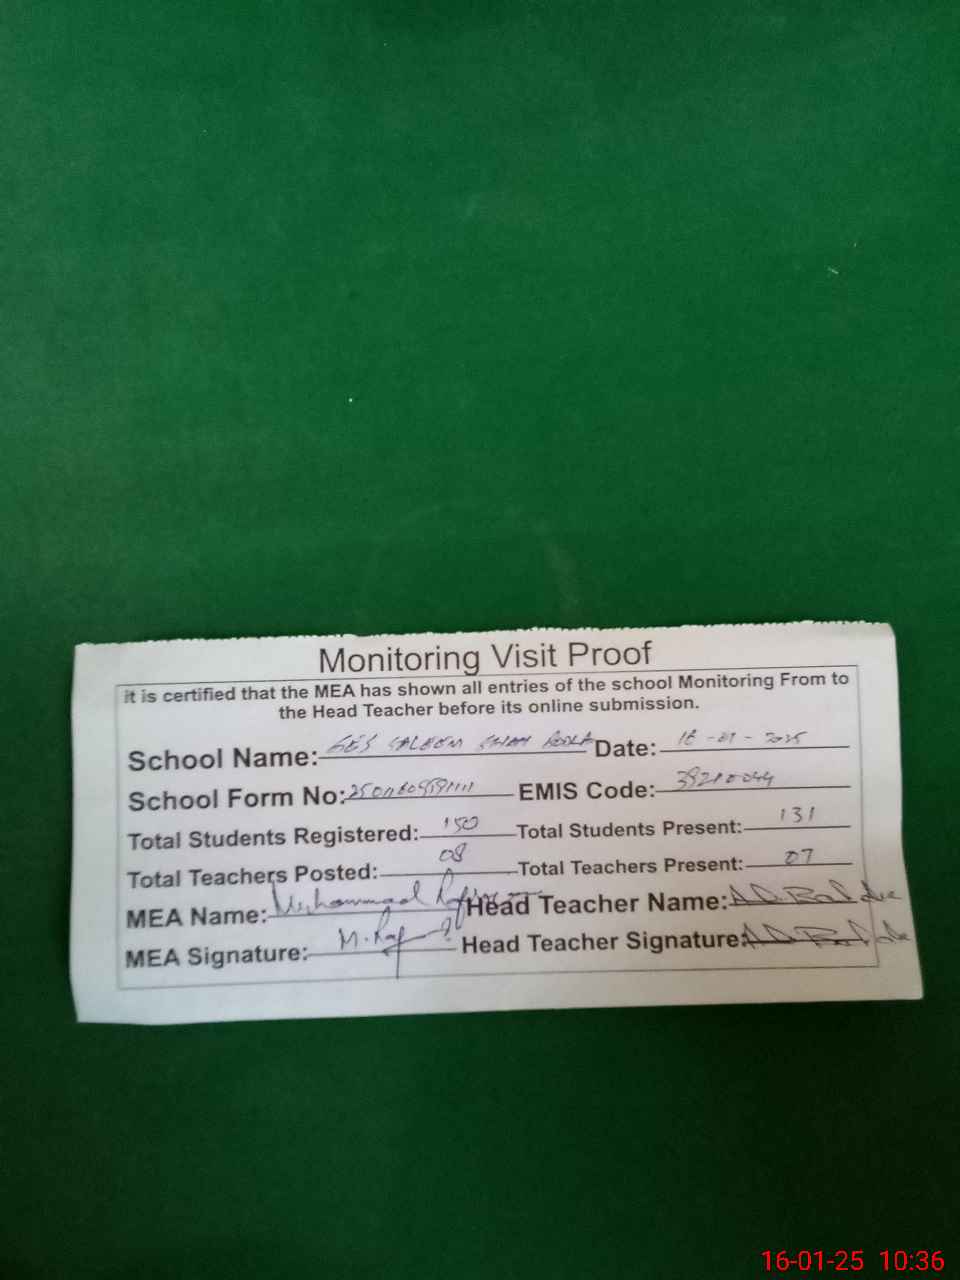 Monitoring Visit Proof
it is certified that the MEA has shown all entries of the school Monitoring From to
the Head Teacher before its online submission.
School Name: GES SALEEM Date: 16-01-2025
School Form No: EMIS Code: 39210044
Total Students Registered: 150 Total Students Present: 131
Total Teachers Posted: 08 Total Teachers Present: 07
MEA Name: Muhammad Head Teacher Name:
MEA Signature: Head Teacher Signature:
16-01-25 10:36